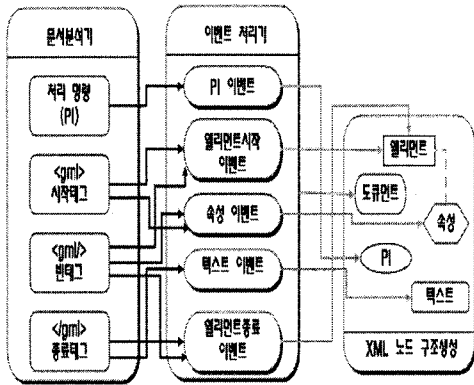 문서분석기
처리 명령
(PI)
<gml>
시작태그
<gml/>
빈태그
</gml>
종료태그
이벤트 처리기
PI 이벤트
엘리먼트시작
이벤트
속성 이벤트
텍스트 이벤트
엘리먼트종료
이벤트
엘리먼트
도큐먼트
속성
PI
텍스트
XML 노드 구조생성